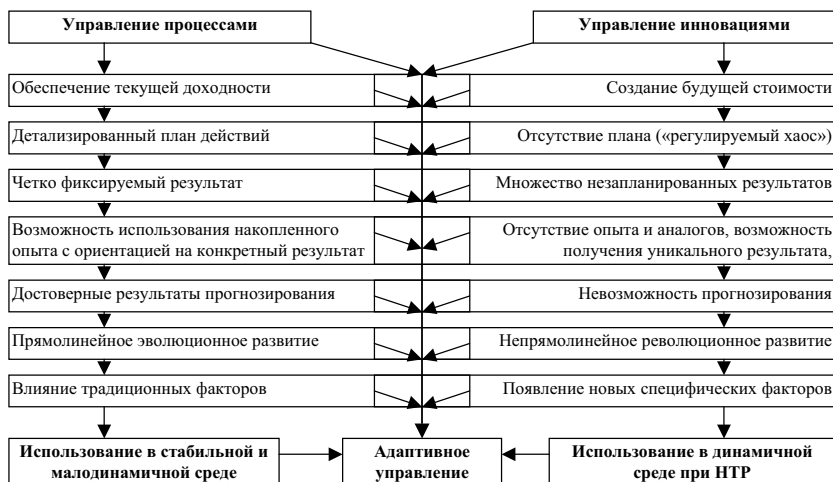 Управление процессами
Управление инновациями
Обеспечение текущей доходности
Создание будущей стоимости
Детализированный план действий
Отсутствие плана («регулируемый хаос»)
Четко фиксируемый результат
Множество незапланированных результатов
Возможность использования накопленного
опыта с ориентацией на конкретный результат
Отсутствие опыта и аналогов, возможность
получения уникального результата,
Достоверные результаты прогнозирования
Невозможность прогнозирования
Прямолинейное эволюционное развитие
Непрямолинейное революционное развитие
Влияние традиционных факторов
Появление новых специфических факторов
Использование в стабильной и
малодинамичной среде
Адаптивное
управление
Использование в динамичной
среде при НТР